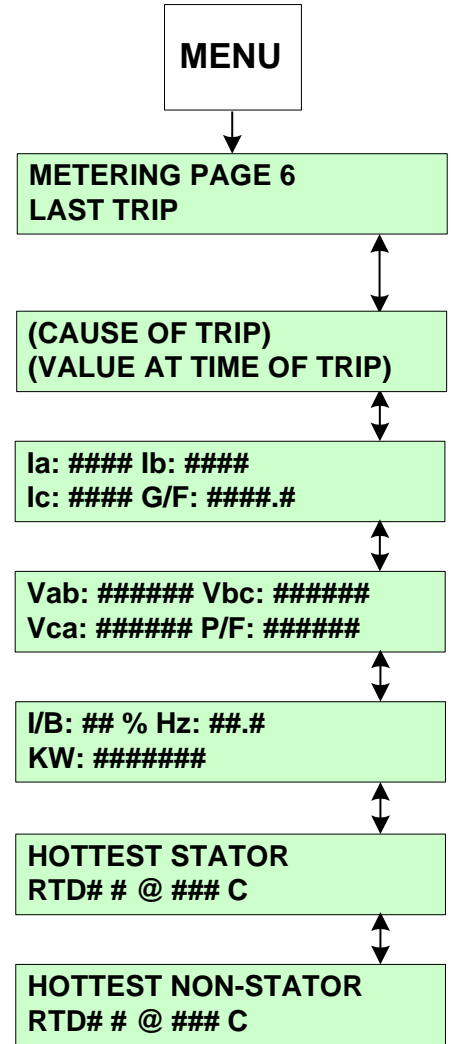 MENU
METERING PAGE 6
LAST TRIP
(CAUSE OF TRIP)
(VALUE AT TIME OF TRIP)
Ia: #### Ib: ####
Ic: #### G/F: ####.#
Vab: ###### Vbc: ######
Vca: ###### P/F: ######
I/B: ## % Hz: ##.#
KW: #######
HOTTEST STATOR
RTD# # @ ### C
HOTTEST NON-STATOR
RTD# # @ ### C